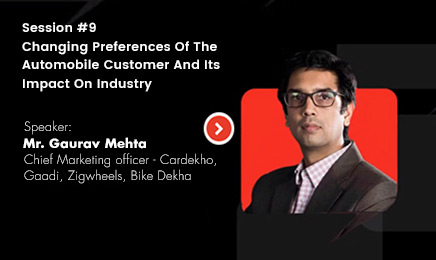 Session #9
Changing Preferences Of The
Automobile Customer And Its
Impact On Industry
Speaker:
Mr. Gaurav Mehta
Chief Marketing officer - Cardekho,
Gaadi, Zigwheels, Bike Dekha